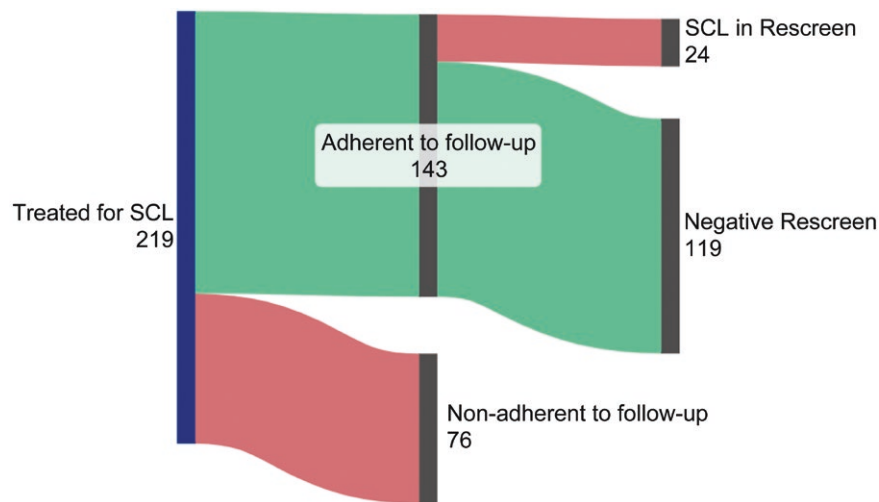 Treated for SCL
219
Adherent to follow-up
143
Non-adherent to follow-up
76
SCL in Rescreen
24
Negative Rescreen
119